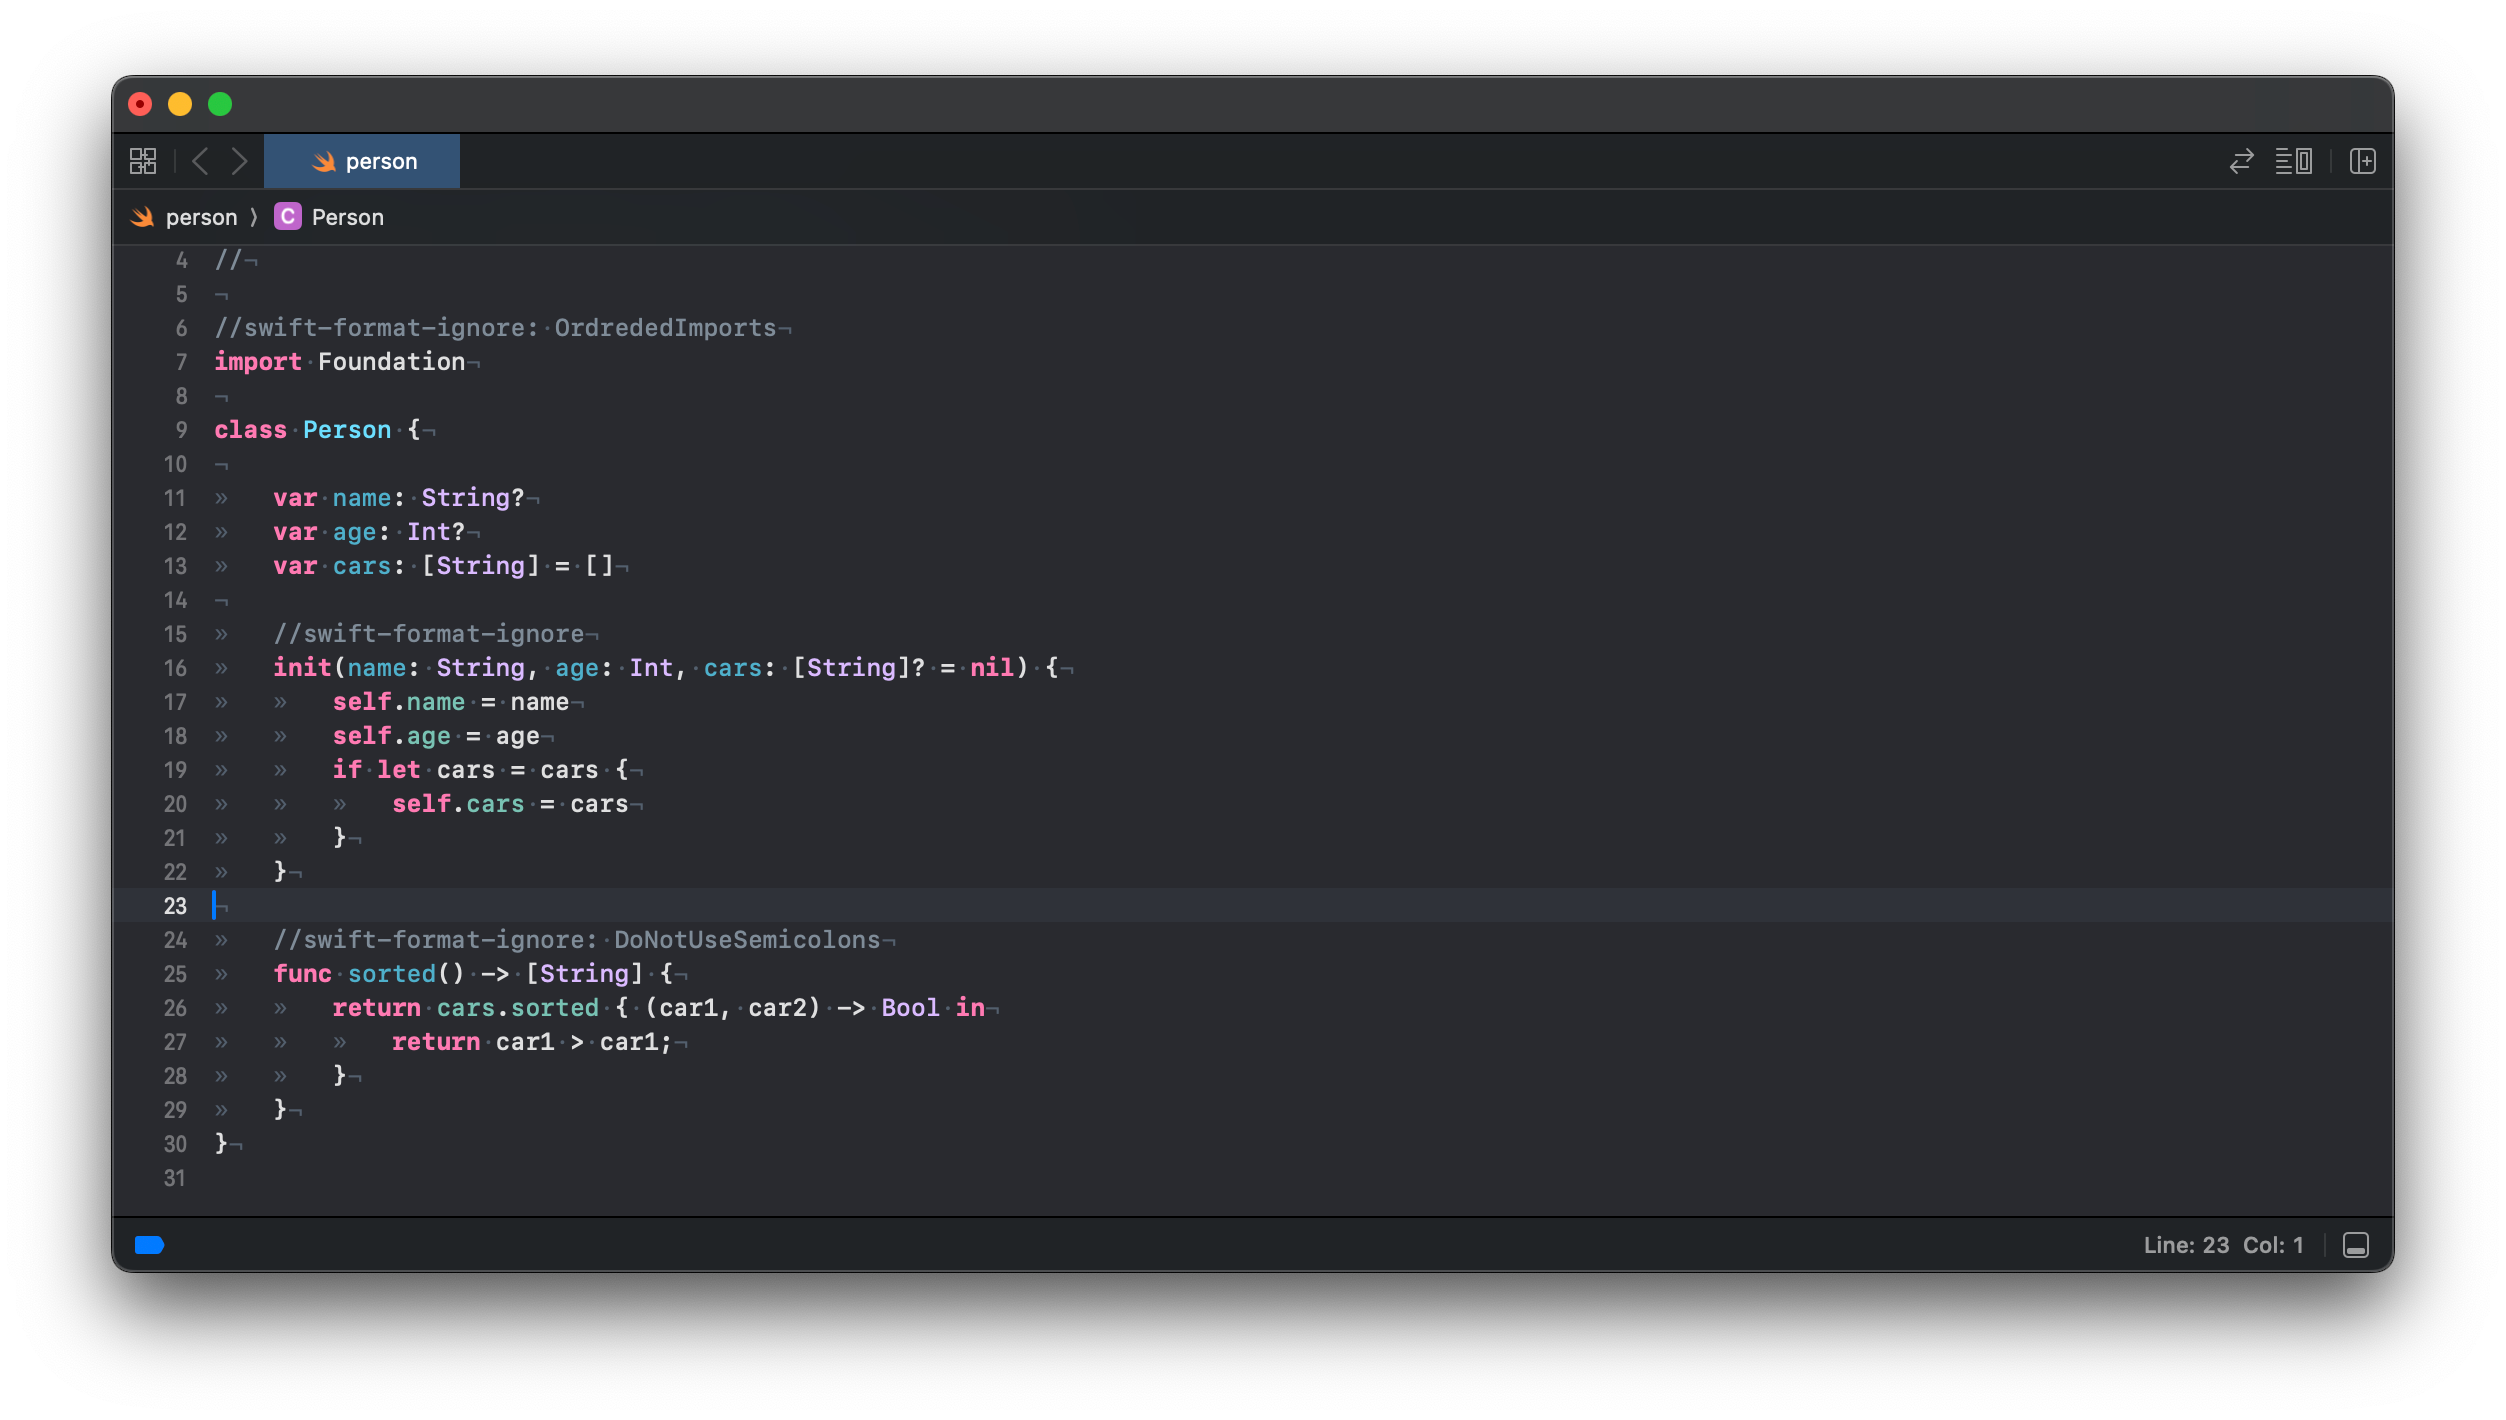 person
person 〉 C Person
4 //¬
5 ¬
6 //swift-format-ignore:·OrdrededImports¬
7 import·Foundation¬
8 ¬
9 class·Person·{¬
10 ¬
11 » var·name:·String?¬
12 » var·age:·Int?¬
13 » var·cars:·[String]·=·[]¬
14 ¬
15 » //swift-format-ignore¬
16 » init(name:·String,·age:·Int,·cars:·[String]?·=·nil)·{¬
17 » » self.name·=·name¬
18 » » self.age·=·age¬
19 » » if·let·cars·=·cars·{¬
20 » » » self.cars·=·cars¬
21 » » }¬
22 » }¬
23 ¬
24 » //swift-format-ignore:·DoNotUseSemicolons¬
25 » func·sorted()·->·[String]·{¬
26 » » return·cars.sorted·{·(car1,·car2)·->·Bool·in¬
27 » » » return·car1·>·car1;¬
28 » » }¬
29 » }¬
30 }¬
31
Line: 23 Col: 1